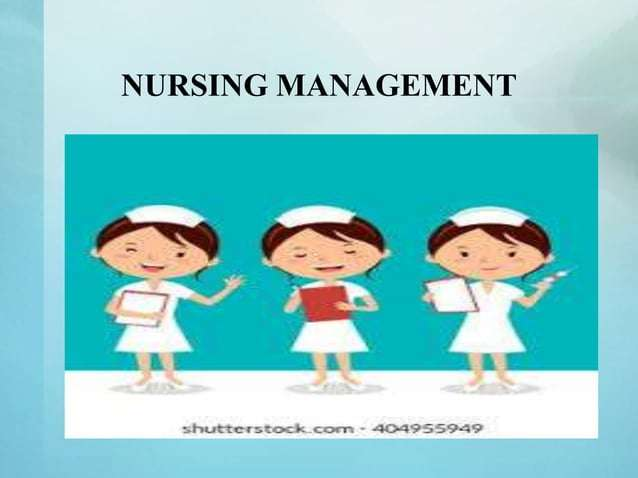 NURSING MANAGEMENT
shutterstock.com - 404955949